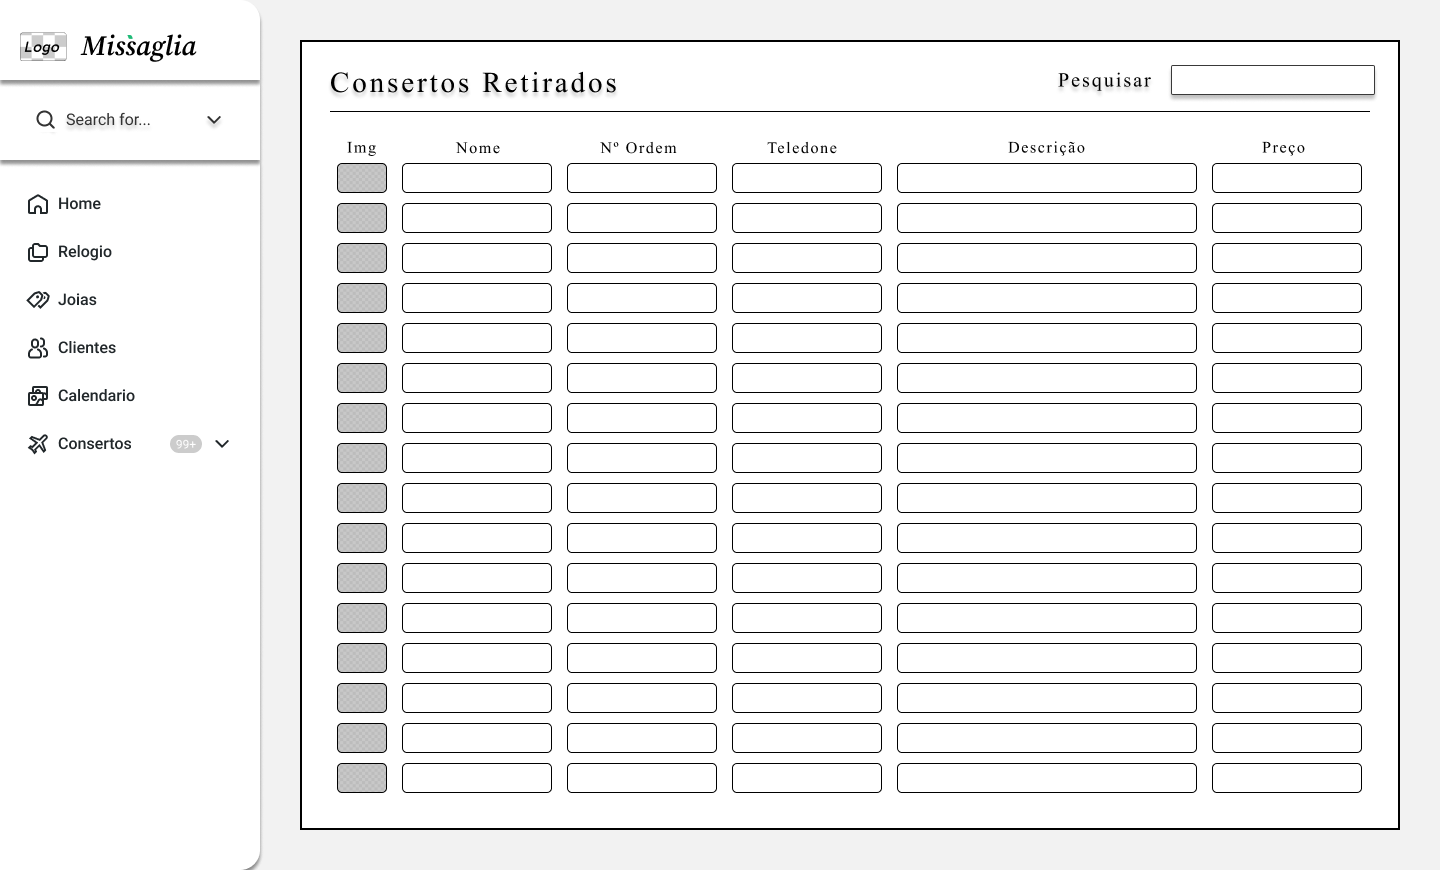 Logo
Missaglia
Search for...
Home
Relogio
Joias
Clientes
Calendario
Consertos 99+
Consertos Retirados
Pesquisar
Img Nome Nº Ordem Teledone Descrição Preço